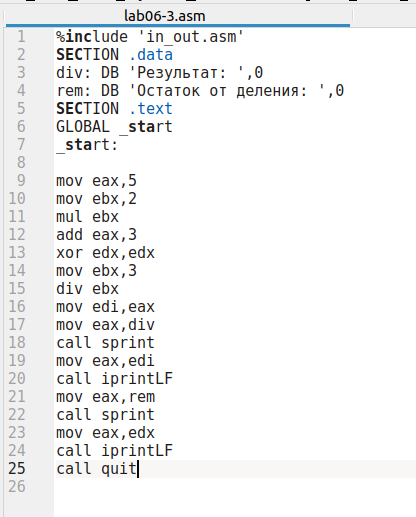 lab06-3.asm
1 %include 'in_out.asm'
2 SECTION .data
3 div: DB 'Результат: ',0
4 rem: DB 'Остаток от деления: ',0
5 SECTION .text
6 GLOBAL _start
7 _start:
8
9 mov eax,5
10 mov ebx,2
11 mul ebx
12 add eax,3
13 xor edx,edx
14 mov ebx,3
15 div ebx
16 mov edi,eax
17 mov eax,div
18 call sprint
19 mov eax,edi
20 call iprintLF
21 mov eax,rem
22 call sprint
23 mov eax,edx
24 call iprintLF
25 call quit
26